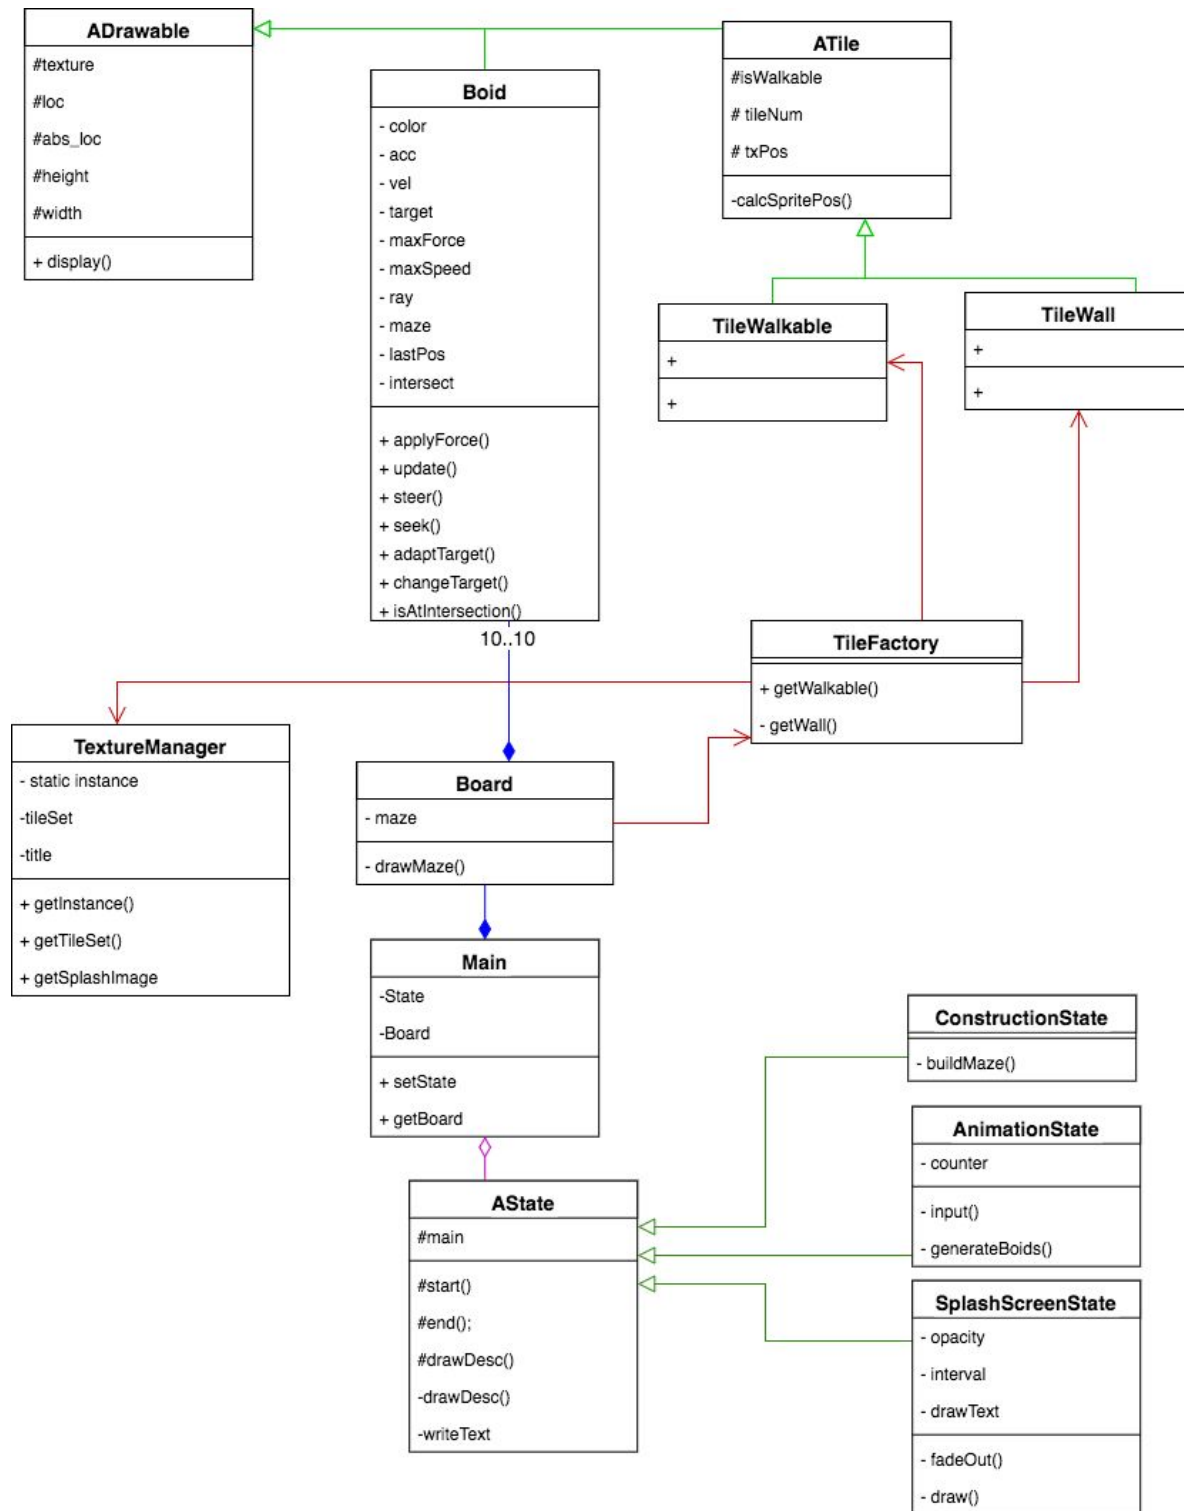 ADrawable
#texture
#loc
#abs_loc
#height
#width
+ display()
Boid
- color
- acc
- vel
- target
- maxForce
- maxSpeed
- ray
- maze
- lastPos
- intersect
+ applyForce()
+ update()
+ steer()
+ seek()
+ adaptTarget()
+ changeTarget()
+ isAtIntersection()
10..10
ATile
#isWalkable
# tileNum
# txPos
-calcSpritePos()
TileWalkable
+
+
TileWall
+
+
TileFactory
+ getWalkable()
- getWall()
TextureManager
- static instance
-tileSet
-title
+ getInstance()
+ getTileSet()
+ getSplashImage
Board
- maze
- drawMaze()
Main
-State
-Board
+ setState
+ getBoard
AState
#main
#start()
#end();
#drawDesc()
-drawDesc()
-writeText
ConstructionState
- buildMaze()
AnimationState
- counter
- input()
- generateBoids()
SplashScreenState
- opacity
- interval
- drawText
- fadeOut()
- draw()